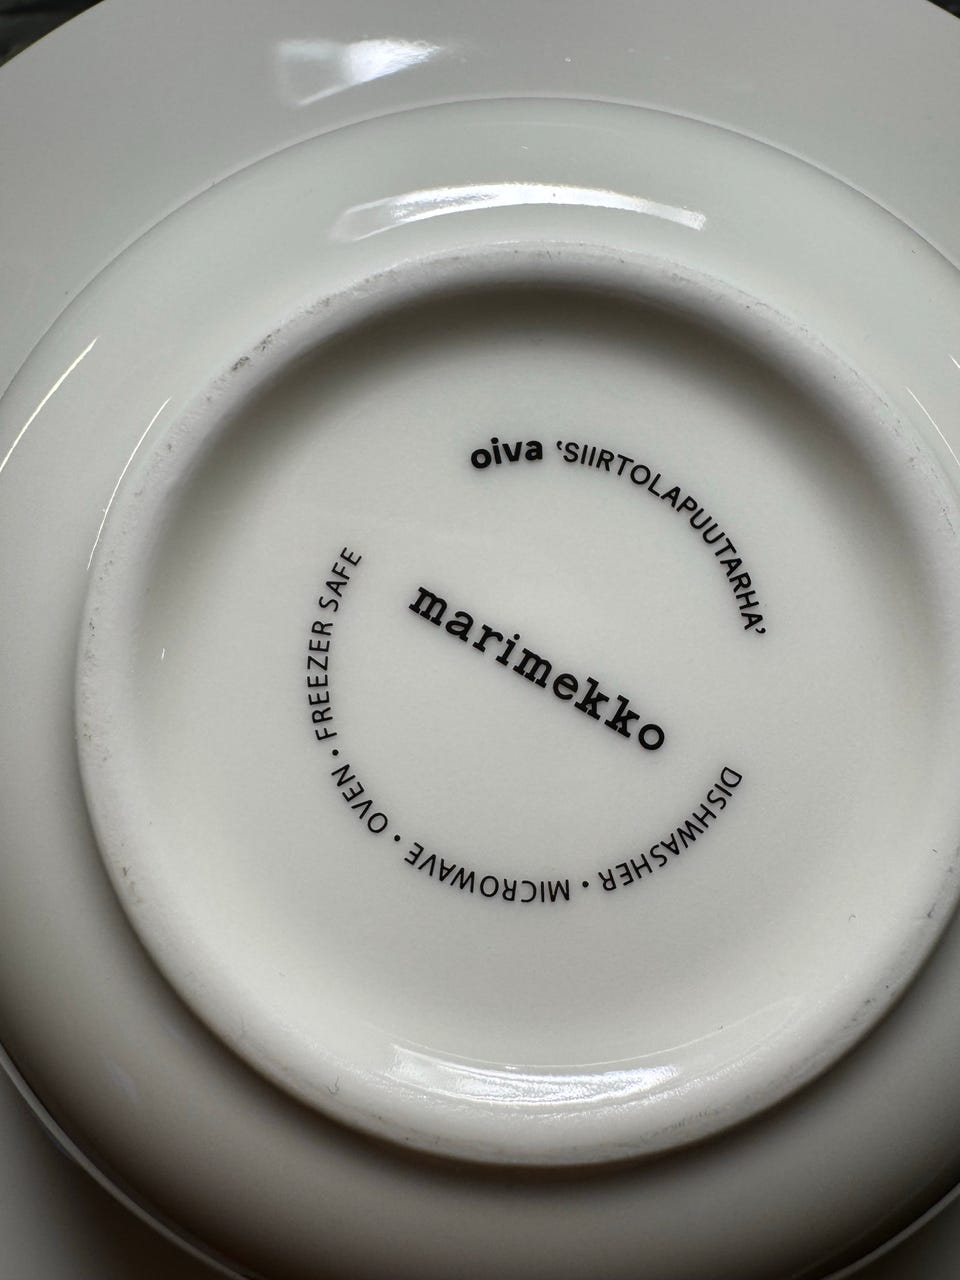 oiva ‘SIIRTOLAPUUTARHA’
marimekko
DISHWASHER • MICROWAVE • OVEN • FREEZER SAFE